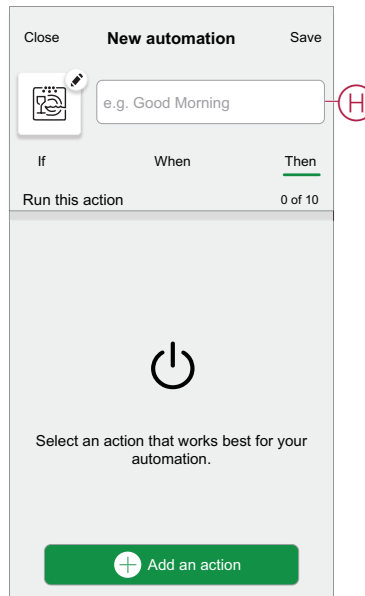 Close New automation Save
e.g. Good Morning
H
If When Then
Run this action 0 of 10
Select an action that works best for your
automation.
Add an action